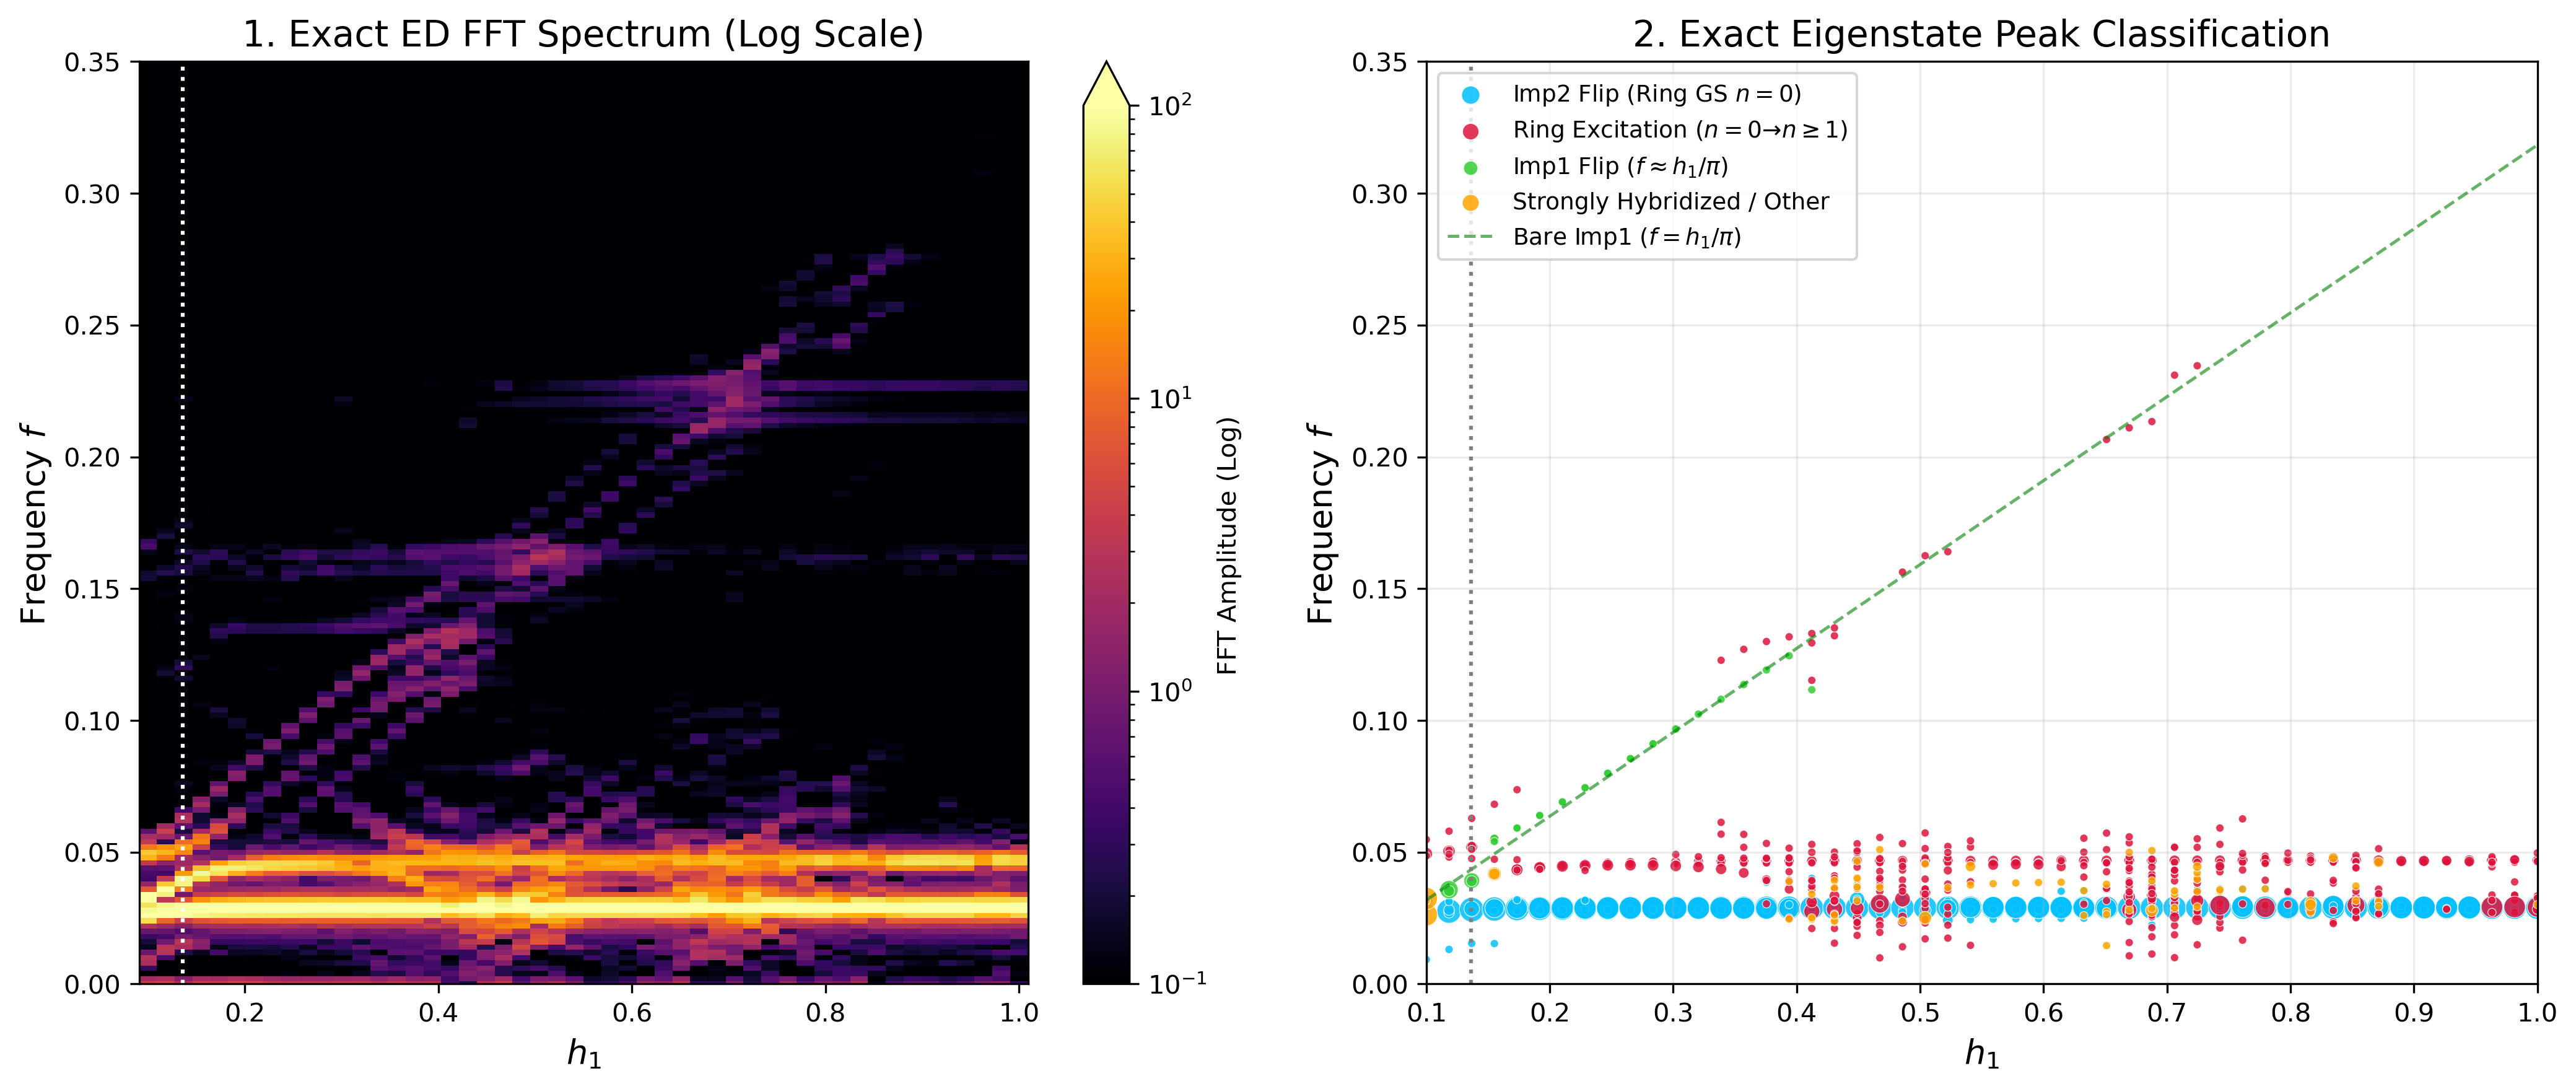 1. Exact ED FFT Spectrum (Log Scale)
Frequency f
0.35
0.30
0.25
0.20
0.15
0.10
0.05
0.00
0.2
0.4
0.6
0.8
1.0
h₁
10²
10¹
10⁰
10⁻¹
FFT Amplitude (Log)
2. Exact Eigenstate Peak Classification
Imp2 Flip (Ring GS n = 0)
Ring Excitation (n = 0→n ≥ 1)
Imp1 Flip (f ≈ h₁/π)
Strongly Hybridized / Other
Bare Imp1 (f = h₁/π)
Frequency f
0.35
0.30
0.25
0.20
0.15
0.10
0.05
0.00
0.1
0.2
0.3
0.4
0.5
0.6
0.7
0.8
0.9
1.0
h₁